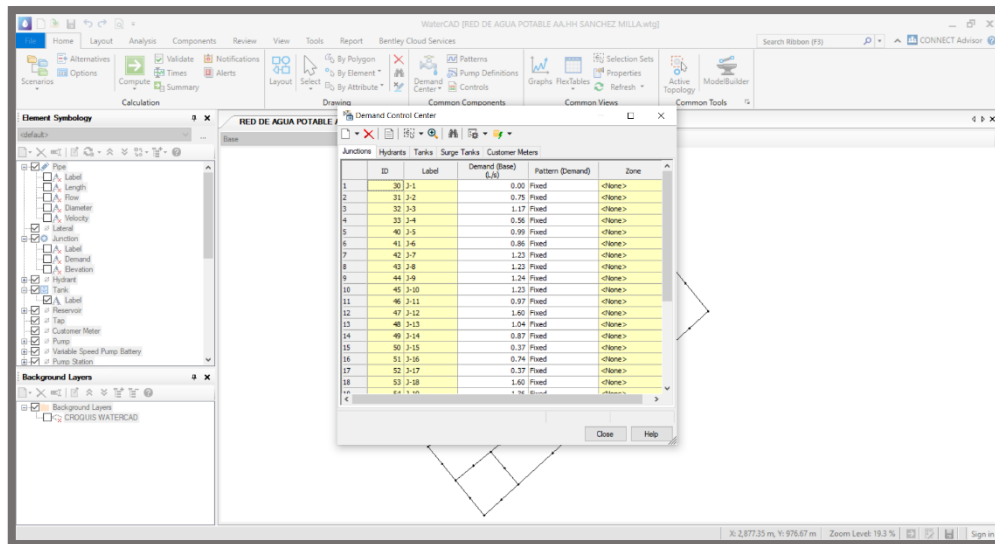 WaterCAD [RED DE AGUA POTABLE AA.HH SANCHEZ MILLA.wtg]
File Home Layout Analysis Components Review View Tools Report Bentley Cloud Services Search Ribbon (F3) CONNECT Advisor
Scenarios Alternatives Options Compute Validate Times Summary Notifications Alerts
Layout Select By Polygon By Element By Attribute
Demand Center Patterns Pump Definitions Controls
Graphs FlexTables Selection Sets Properties Refresh
Active Topology ModelBuilder
Calculation Drawing Common Components Common Views Common Tools
Element Symbology
<default>
Pipe
Label
Length
Flow
Diameter
Velocity
Lateral
Junction
Label
Demand
Elevation
Hydrant
Tank
Label
Reservoir
Tap
Customer Meter
Pump
Variable Speed Pump Battery
Pump Station
Background Layers
Background Layers
CROQUIS WATERCAD
RED DE AGUA POTABLE
Base
Demand Control Center
Junctions Hydrants Tanks Surge Tanks Customer Meters
ID Label Demand (Base) (L/s) Pattern (Demand) Zone
1 30 J-1 0.00 Fixed <None>
2 31 J-2 0.75 Fixed <None>
3 32 J-3 1.17 Fixed <None>
4 33 J-4 0.56 Fixed <None>
5 40 J-5 0.99 Fixed <None>
6 41 J-6 0.86 Fixed <None>
7 42 J-7 1.23 Fixed <None>
8 43 J-8 1.23 Fixed <None>
9 44 J-9 1.24 Fixed <None>
10 45 J-10 1.23 Fixed <None>
11 46 J-11 0.97 Fixed <None>
12 47 J-12 1.60 Fixed <None>
13 48 J-13 1.04 Fixed <None>
14 49 J-14 0.87 Fixed <None>
15 50 J-15 0.37 Fixed <None>
16 51 J-16 0.74 Fixed <None>
17 52 J-17 0.37 Fixed <None>
18 53 J-18 1.60 Fixed <None>
Close Help
X: 2,877.35 m, Y: 976.67 m Zoom Level: 19.3 % Sign in